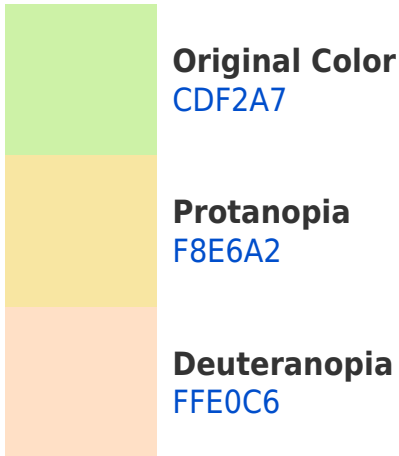 Original Color
CDF2A7
Protanopia
F8E6A2
Deuteranopia
FFE0C6